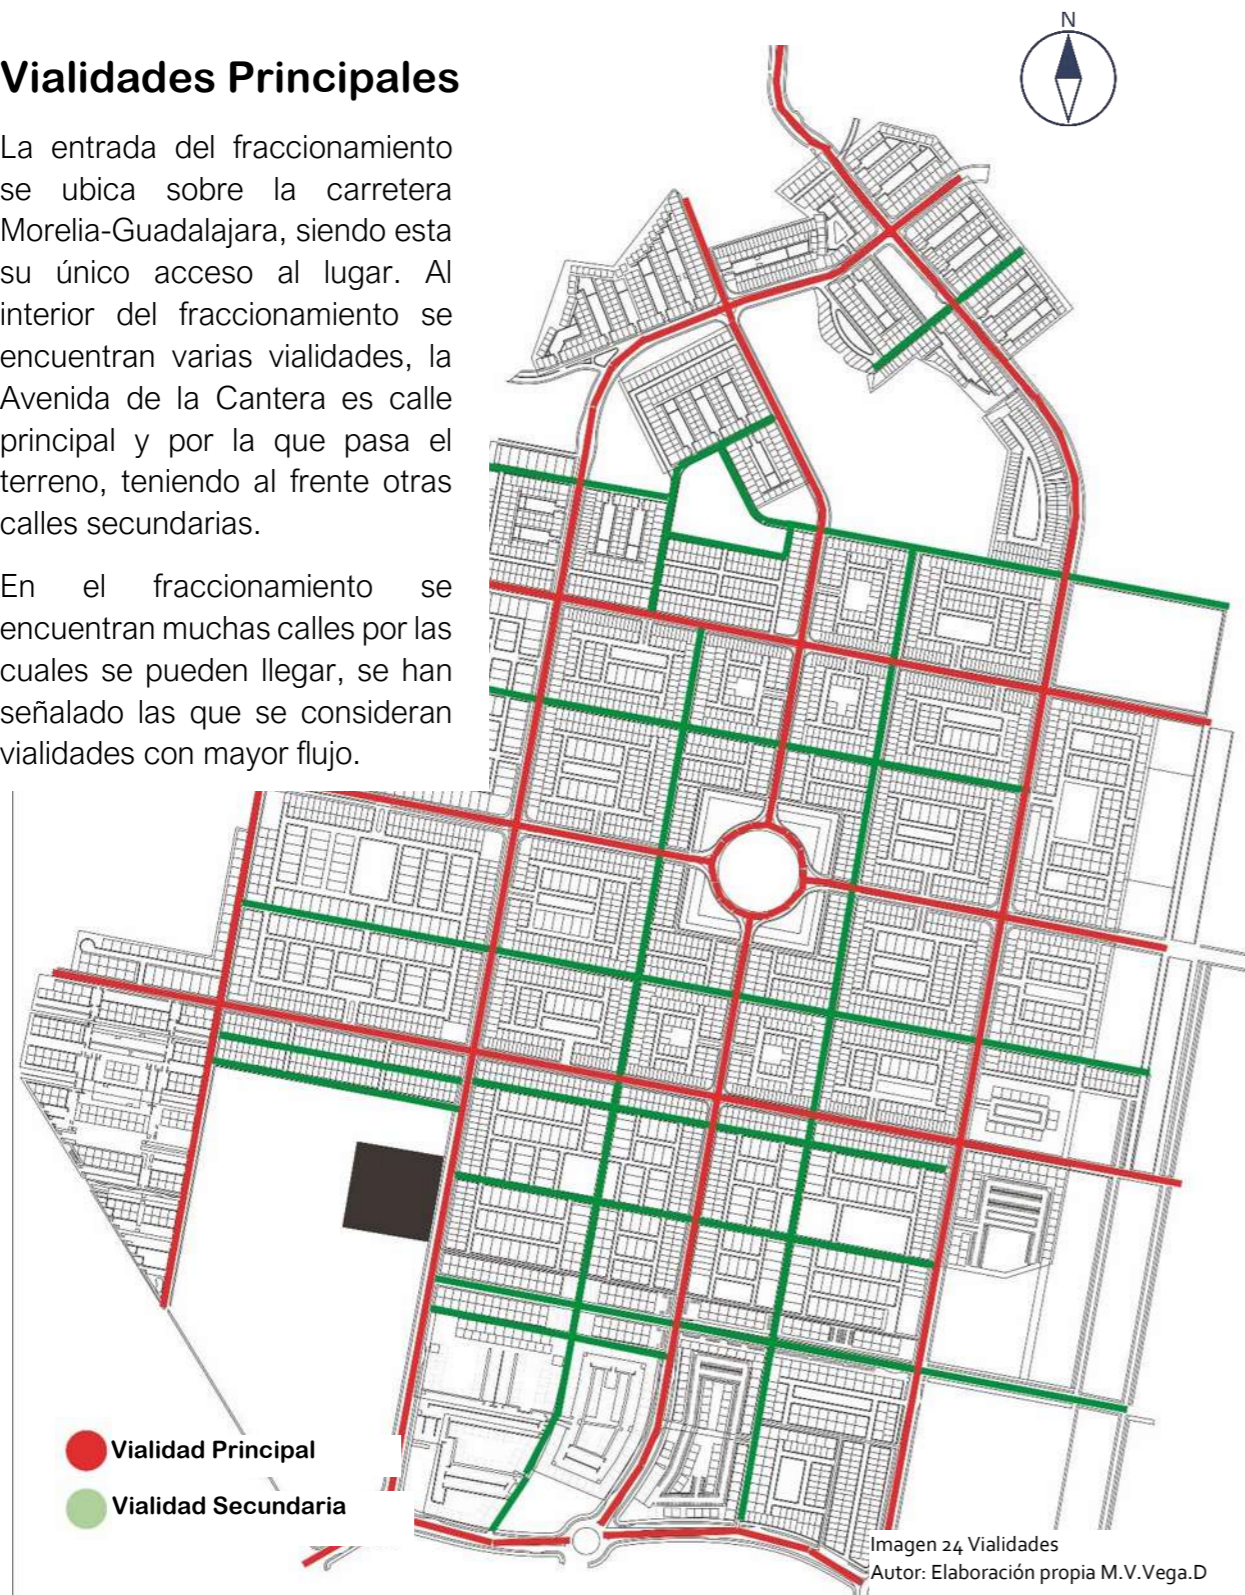 N
Vialidades Principales
La entrada del fraccionamiento
se ubica sobre la carretera
Morelia-Guadalajara, siendo esta
su único acceso al lugar. Al
interior del fraccionamiento se
encuentran varias vialidades, la
Avenida de la Cantera es calle
principal y por la que pasa el
terreno, teniendo al frente otras
calles secundarias.
En el fraccionamiento se
encuentran muchas calles por las
cuales se pueden llegar, se han
señalado las que se consideran
vialidades con mayor flujo.
Vialidad Principal
Vialidad Secundaria
Imagen 24 Vialidades
Autor: Elaboración propia M.V.Vega.D